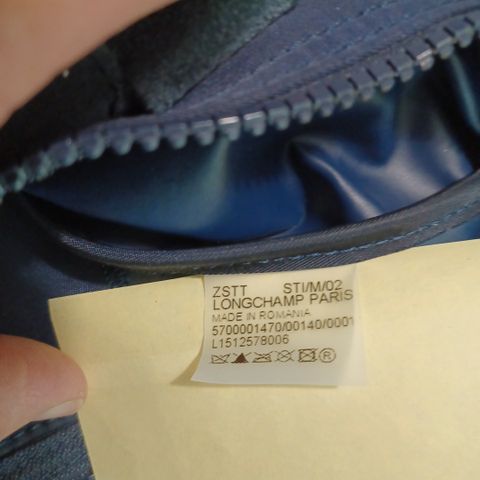 ZSTT STI/M/02
LONGCHAMP PARIS
MADE IN ROMANIA
5700001470/00140/0001
L1512578006